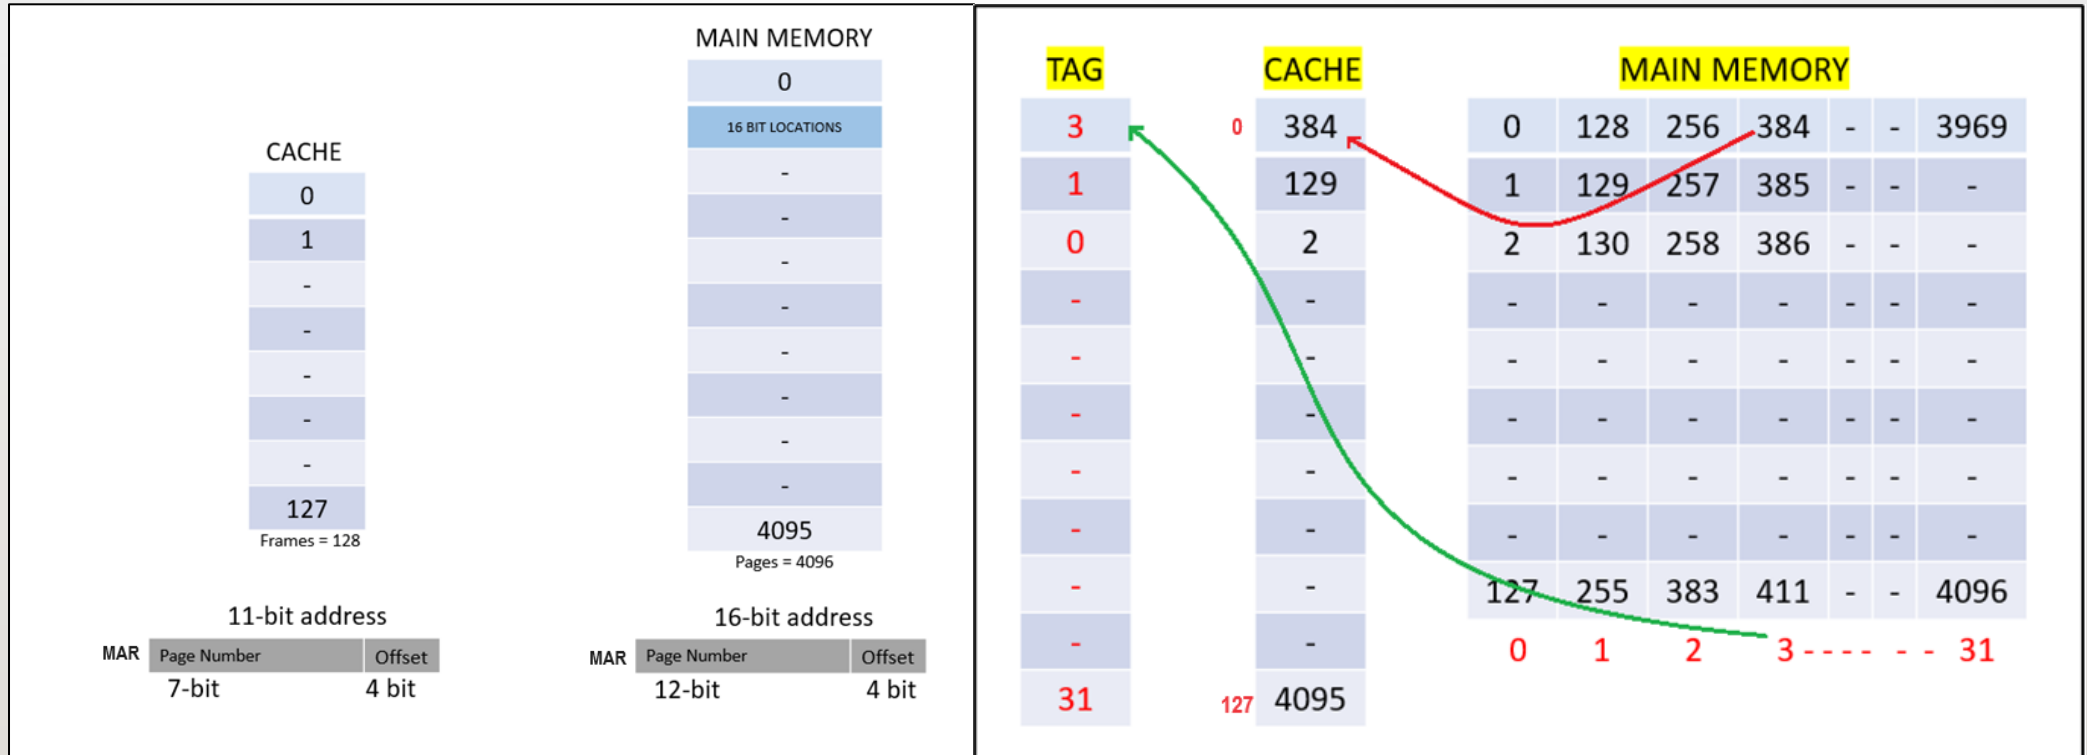 CACHE
0
1
-
-
-
-
-
127
Frames = 128
11-bit address
MAR Page Number Offset
7-bit 4 bit
MAIN MEMORY
0
16 BIT LOCATIONS
-
-
-
-
-
-
-
-
4095
Pages = 4096
16-bit address
MAR Page Number Offset
12-bit 4 bit
TAG CACHE MAIN MEMORY
3 0 384 0 128 256 384 - - 3969
1 129 1 129 257 385 - - -
0 2 2 130 258 386 - - -
- - - - - - - - -
- - - - - - - - -
- - - - - - - - -
- - - - - - - - -
- - - - - - - - -
- - 127 255 383 411 - - 4096
- - 0 1 2 3 - - - - - - 31
31 127 4095